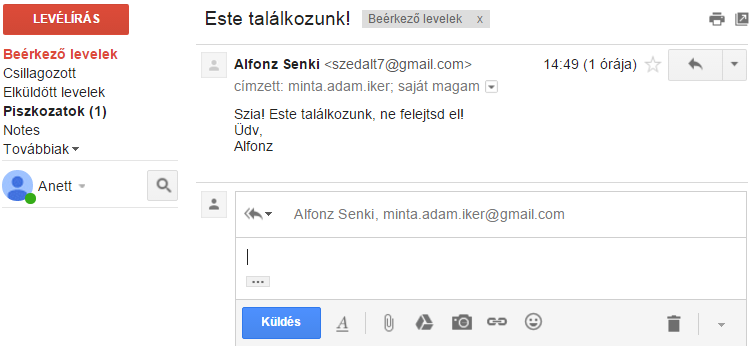 LEVÉLÍRÁS
Beérkező levelek
Csillagozott
Elküldött levelek
Piszkozatok (1)
Notes
Továbbiak
Anett
Este találkozunk! Beérkező levelek x
Alfonz Senki <szedalt7@gmail.com> 14:49 (1 órája)
címzett: minta.adam.iker; saját magam
Szia! Este találkozunk, ne felejtsd el!
Üdv,
Alfonz
Alfonz Senki, minta.adam.iker@gmail.com
Küldés A